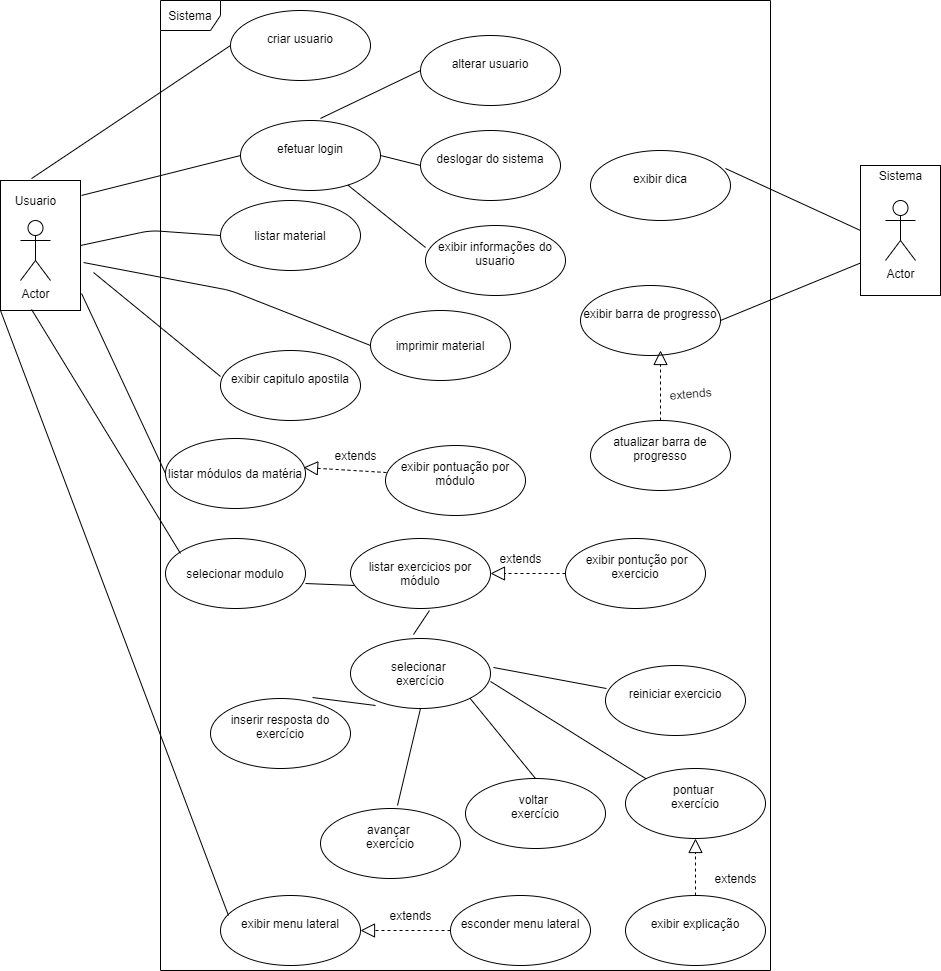 Sistema
criar usuario
alterar usuario
efetuar login
deslogar do sistema
exibir dica
Sistema
Actor
Usuario
Actor
listar material
exibir informações do
usuario
exibir barra de progresso
imprimir material
exibir capitulo apostila
extends
atualizar barra de
progresso
listar módulos da matéria
extends
exibir pontuação por
módulo
selecionar modulo
listar exercicios por
módulo
extends
exibir pontução por
exercicio
selecionar
exercício
reiniciar exercicio
inserir resposta do
exercício
avançar
exercício
voltar
exercício
pontuar
exercício
extends
exibir menu lateral
extends
esconder menu lateral
exibir explicação